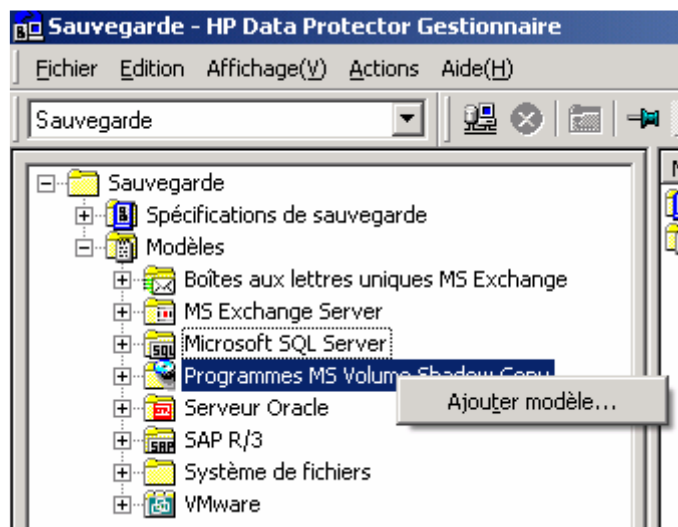 Sauvegarde - HP Data Protector Gestionnaire
Fichier Edition Affichage(V) Actions Aide(H)
Sauvegarde
Sauvegarde
Spécifications de sauvegarde
Modèles
Boîtes aux lettres uniques MS Exchange
MS Exchange Server
Microsoft SQL Server
Programmes MS Volume Shadow Copy
Ajouter modèle...
Serveur Oracle
SAP R/3
Système de fichiers
VMware